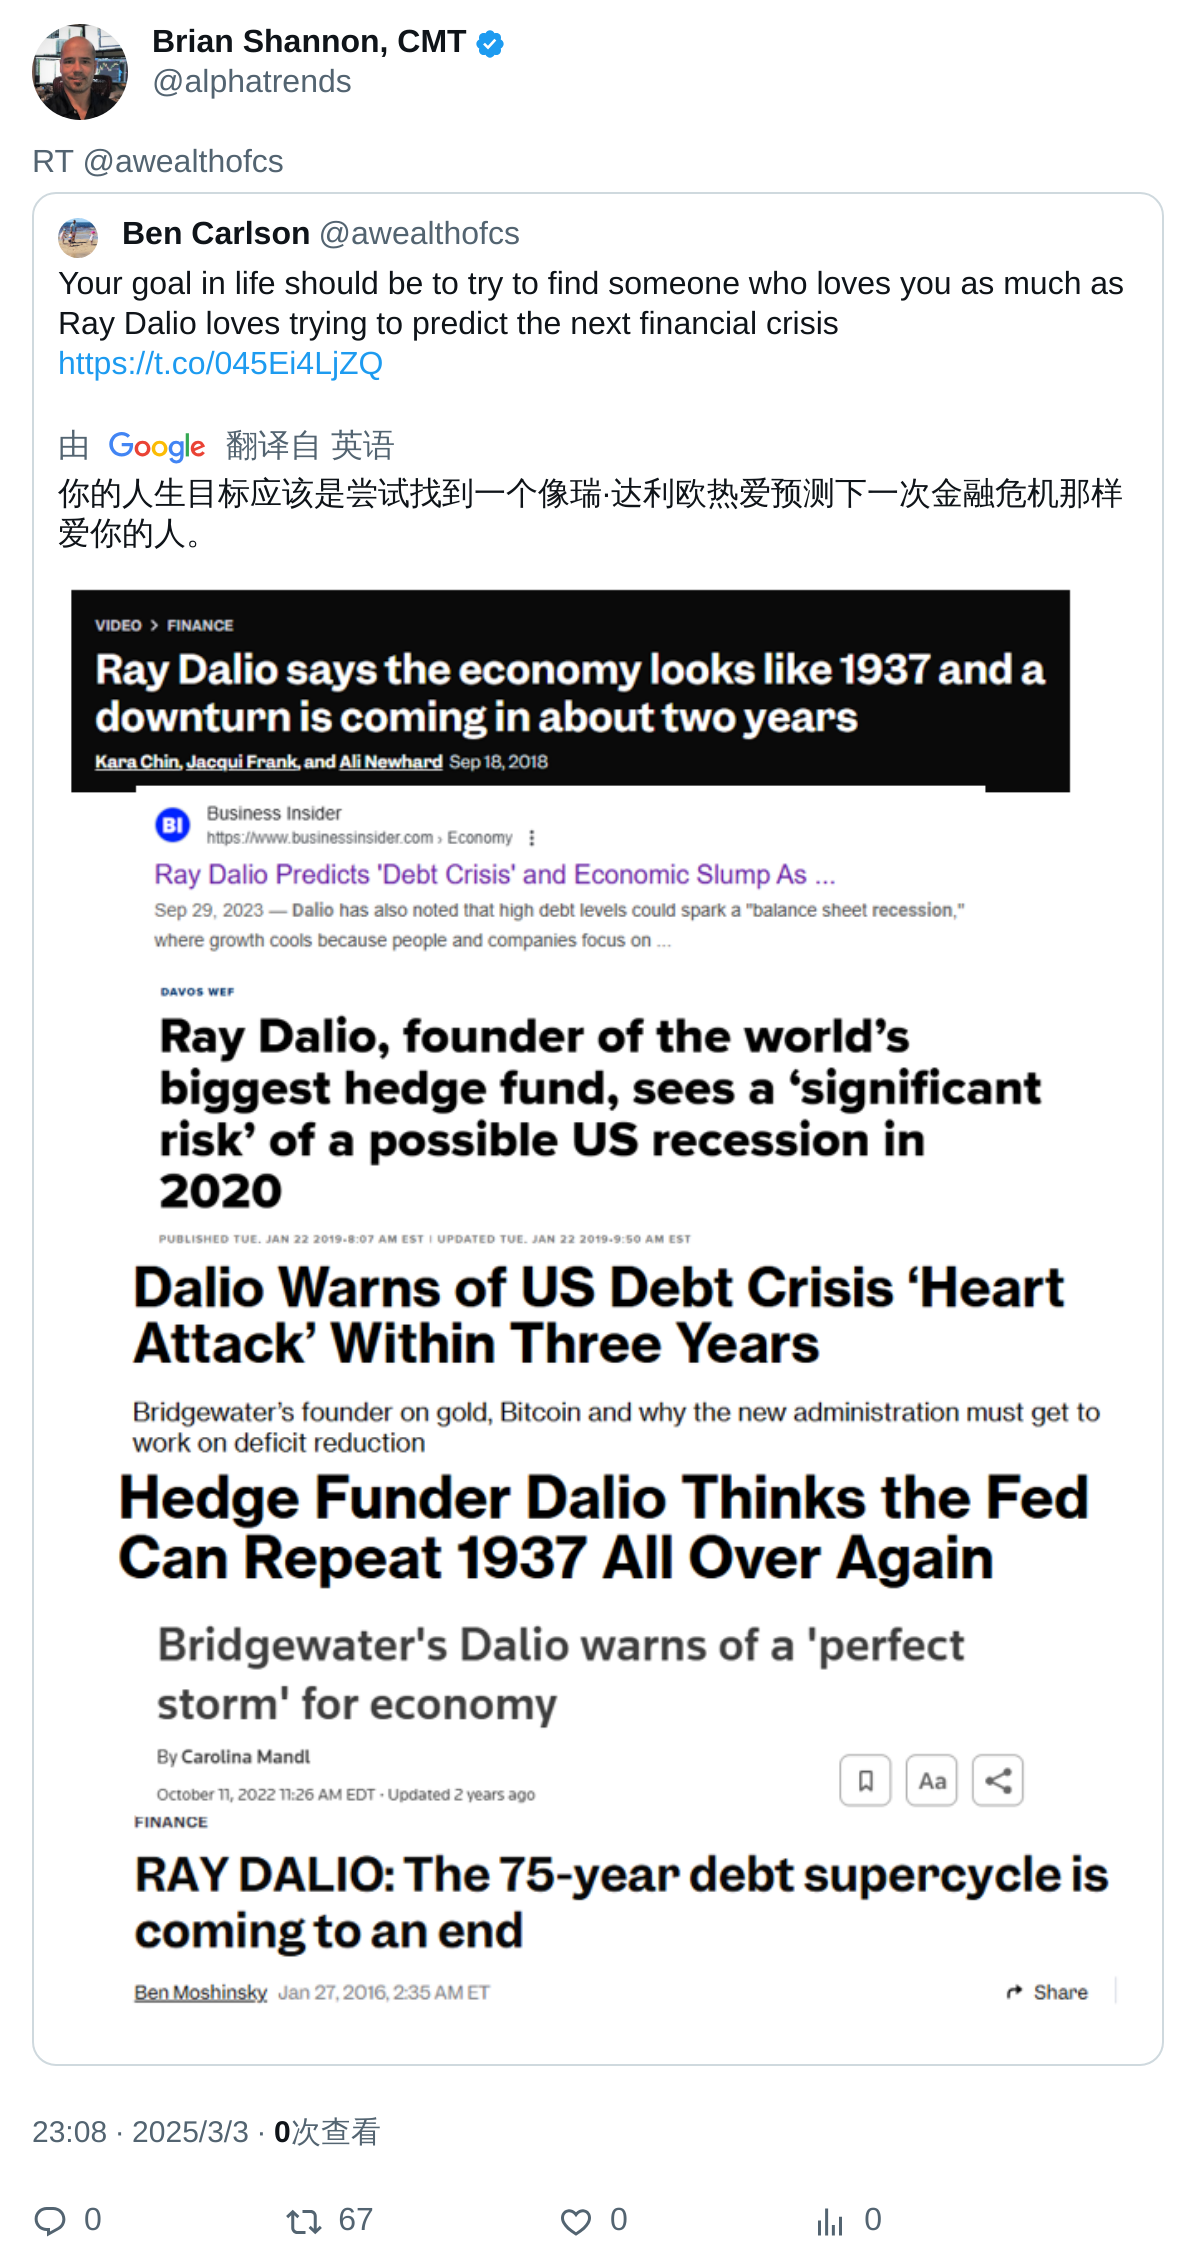 Brian Shannon, CMT
@alphatrends
RT @awealthofcs
Ben Carlson @awealthofcs
Your goal in life should be to try to find someone who loves you as much as
Ray Dalio loves trying to predict the next financial crisis
https://t.co/045Ei4LjZQ
由 Google 翻译自 英语
你的人生目标应该是尝试找到一个像瑞·达利欧热爱预测下一次金融危机那样
爱你的人。
VIDEO > FINANCE
Ray Dalio says the economy looks like 1937 and a
downturn is coming in about two years
Kara Chin, Jacqui Frank, and Ali Newhard Sep 18, 2018
BI
Business Insider
https://www.businessinsider.com › Economy
Ray Dalio Predicts 'Debt Crisis' and Economic Slump As ...
Sep 29, 2023 — Dalio has also noted that high debt levels could spark a "balance sheet recession,"
where growth cools because people and companies focus on ...
DAVOS WEF
Ray Dalio, founder of the world’s
biggest hedge fund, sees a ‘significant
risk’ of a possible US recession in
2020
PUBLISHED TUE, JAN 22 2019•8:07 AM EST | UPDATED TUE, JAN 22 2019•9:50 AM EST
Dalio Warns of US Debt Crisis ‘Heart
Attack’ Within Three Years
Bridgewater’s founder on gold, Bitcoin and why the new administration must get to
work on deficit reduction
Hedge Funder Dalio Thinks the Fed
Can Repeat 1937 All Over Again
Bridgewater's Dalio warns of a 'perfect
storm' for economy
By Carolina Mandl
October 11, 2022 11:26 AM EDT · Updated 2 years ago
Aa
FINANCE
RAY DALIO: The 75-year debt supercycle is
coming to an end
Ben Moshinsky Jan 27, 2016, 2:35 AM ET
Share
23:08 · 2025/3/3 · 0次查看
0 67 0 0